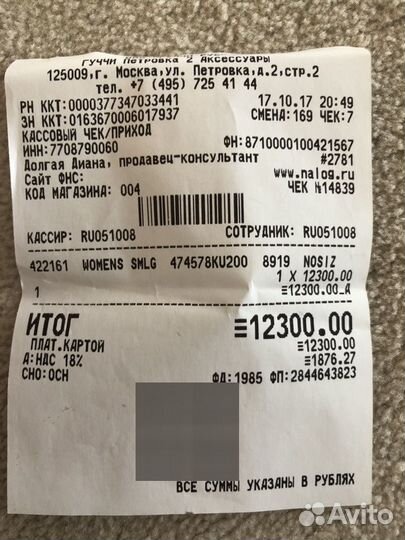 ГУЧЧИ Петровка 2 Аксессуары
125009,г. Москва,ул. Петровка,д.2,стр.2
тел. +7 (495) 725 41 44
РН ККТ:0000377347033441 17.10.17 20:49
ЗН ККТ:0163670006017937 СМЕНА:169 ЧЕК:7
КАССОВЫЙ ЧЕК/ПРИХОД
ИНН:7708790060 ФН:8710000100421567
Долгая Диана, продавец-консультант #2781
Сайт ФНС: www.nalog.ru
КОД МАГАЗИНА: 004 ЧЕК №14839
КАССИР: RU051008 СОТРУДНИК: RU051008
422161 WOMENS SMLG 474578KU200 8919 NOSIZ
1 X 12300.00
1 ≡12300.00_А
ИТОГ ≡12300.00
ПЛАТ.КАРТОЙ ≡12300.00
А:НДС 18% ≡1876.27
СНО:ОСН ФД:1985 ФП:2844643823
ВСЕ СУММЫ УКАЗАНЫ В РУБЛЯХ
Avito